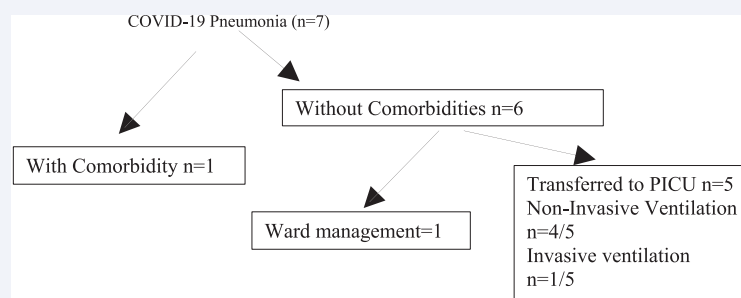 COVID-19 Pneumonia (n=7)
Without Comorbidities n=6
With Comorbidity n=1
Transferred to PICU n=5
Non-Invasive Ventilation
n=4/5
Invasive ventilation
n=1/5
Ward management=1